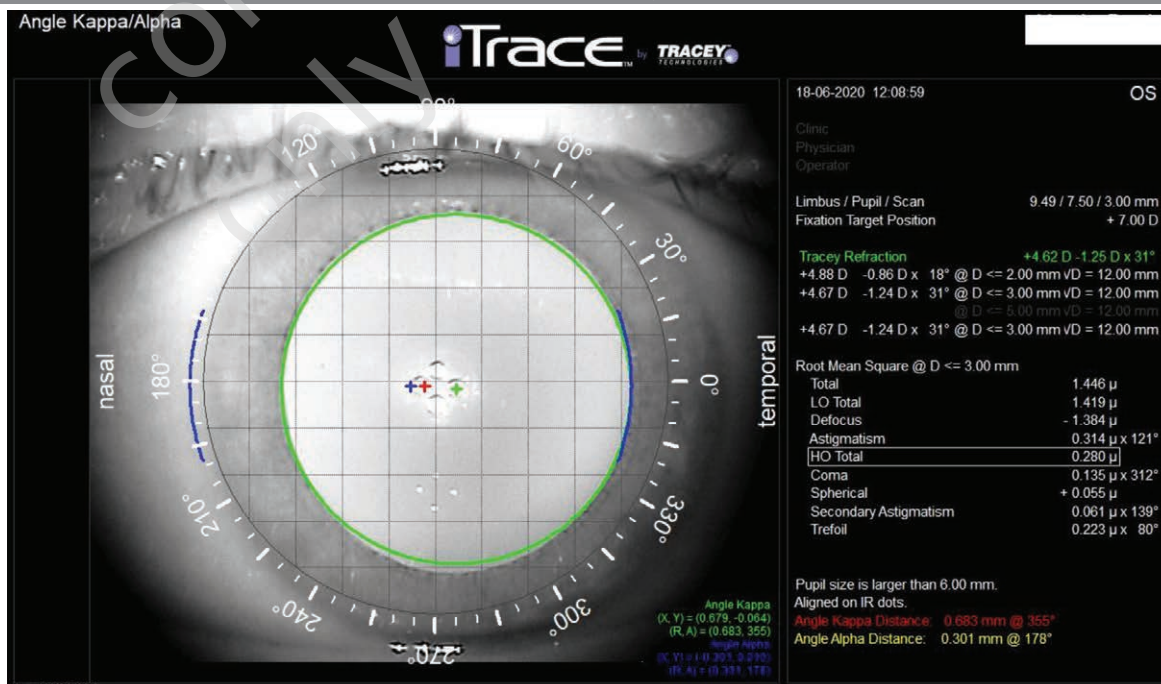 Angle Kappa/Alpha
iTrace™ by TRACEY TECHNOLOGIES
18-06-2020 12:08:59 OS
Clinic
Physician
Operator
Limbus / Pupil / Scan 9.49 / 7.50 / 3.00 mm
Fixation Target Position + 7.00 D
Tracey Refraction +4.62 D -1.25 D x 31°
+4.88 D -0.86 D x 18° @ D <= 2.00 mm VD = 12.00 mm
+4.67 D -1.24 D x 31° @ D <= 3.00 mm VD = 12.00 mm
@ D <= 5.00 mm VD = 12.00 mm
+4.67 D -1.24 D x 31° @ D <= 3.00 mm VD = 12.00 mm
Root Mean Square @ D <= 3.00 mm
Total 1.446 µ
LO Total 1.419 µ
Defocus - 1.384 µ
Astigmatism 0.314 µ x 121°
HO Total 0.280 µ
Coma 0.135 µ x 312°
Spherical + 0.055 µ
Secondary Astigmatism 0.061 µ x 139°
Trefoil 0.223 µ x 80°
Pupil size is larger than 6.00 mm.
Aligned on IR dots.
Angle Kappa Distance: 0.683 mm @ 355°
Angle Alpha Distance: 0.301 mm @ 178°
90°
120°
60°
30°
nasal
180°
0°
temporal
210°
330°
240°
300°
270°
Angle Kappa
(X, Y) = (0.679, -0.064)
(R, A) = (0.683, 355)
Angle Alpha
only